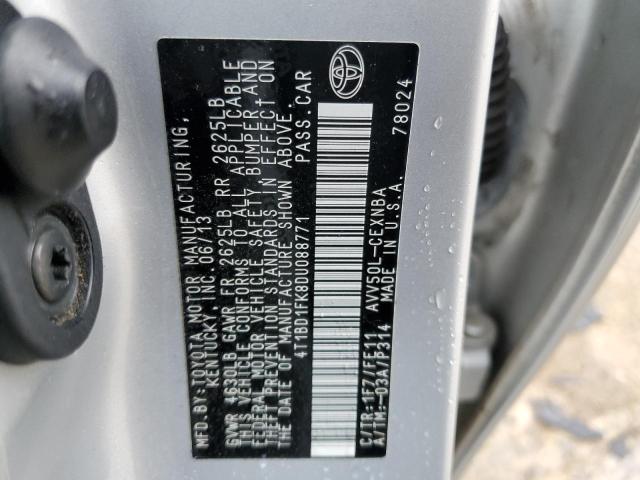 MFD. BY: TOYOTA MOTOR MANUFACTURING,
KENTUCKY, INC. 06/13
GVWR 4630LB GAWR FR 2625LB RR 2625LB
THIS VEHICLE CONFORMS TO ALL APPLICABLE
FEDERAL MOTOR VEHICLE SAFETY, BUMPER AND
THEFT PREVENTION STANDARDS IN EFFECT ON
THE DATE OF MANUFACTURE SHOWN ABOVE.
4T1BD1FK8DU088771 PASS.CAR
C/TR:1F7/FE11 AVV50L-CEXNBA
A/TM:-03A/P314 MADE IN U.S.A. 78024